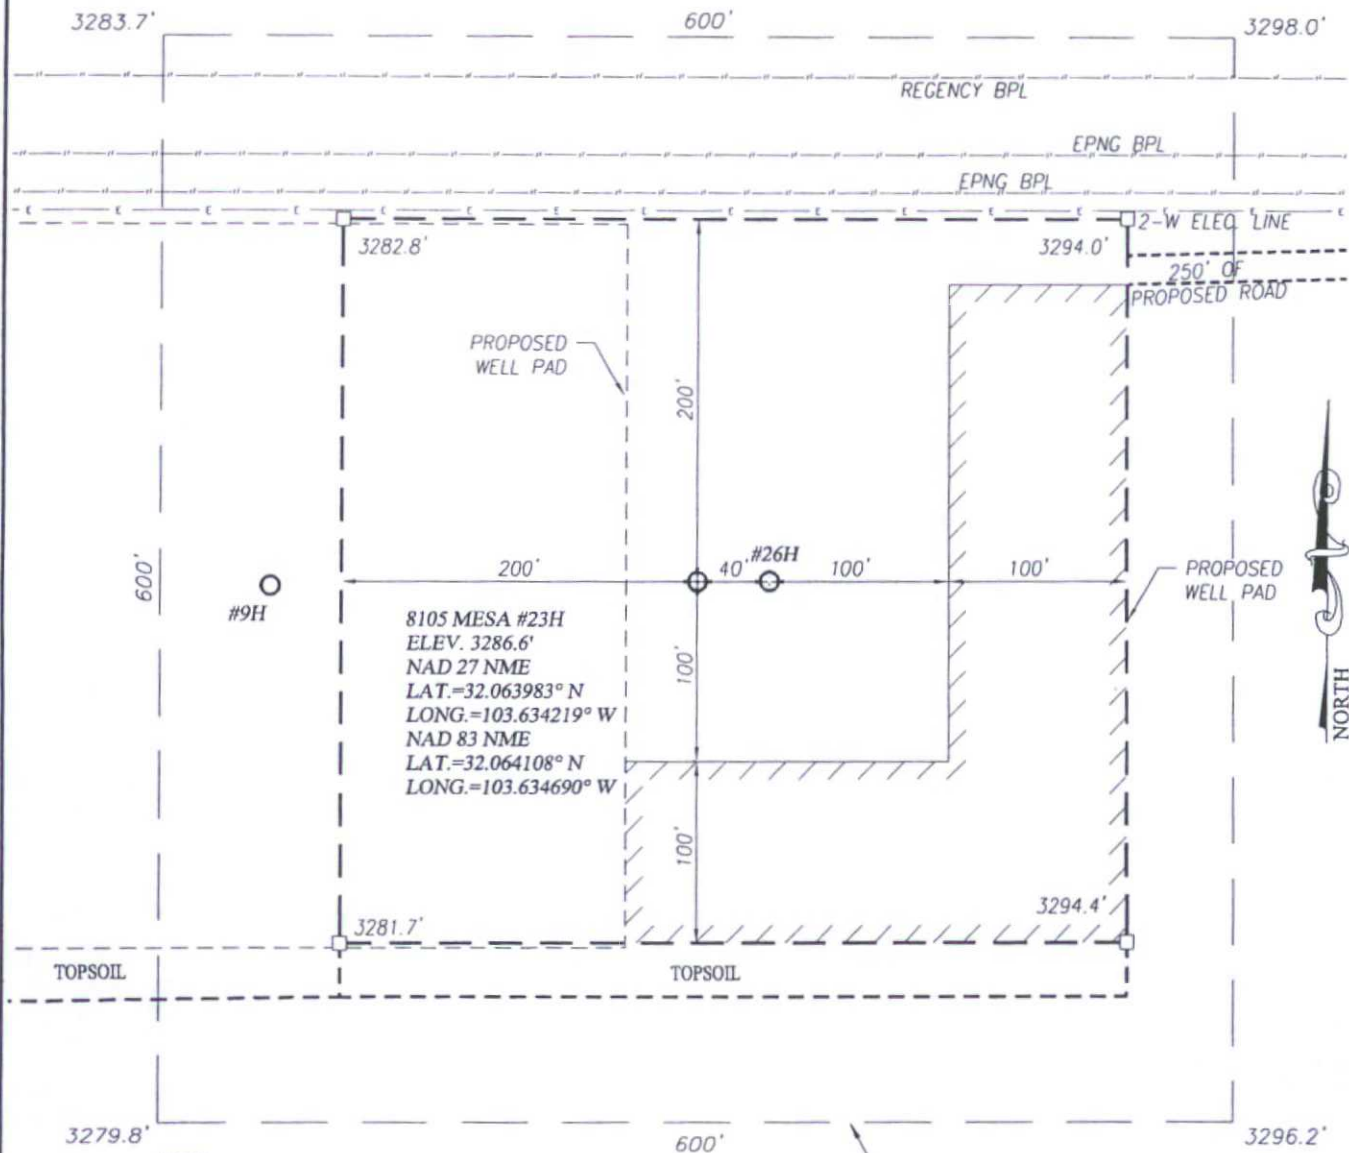 3283.7' 600' 3298.0'
REGENCY BPL
EPNG BPL
EPNG BPL
E E E E E E E E E E E E E E E
2-W ELEC LINE
3282.8' 3294.0'
250' OF
PROPOSED ROAD
PROPOSED
WELL PAD
200'
600'
#9H
200' 40' #26H 100' 100'
PROPOSED
WELL PAD
8105 MESA #23H
ELEV. 3286.6'
NAD 27 NME
LAT.=32.063983° N
LONG.=103.634219° W
NAD 83 NME
LAT.=32.064108° N
LONG.=103.634690° W
100'
NORTH
100'
3281.7' 3294.4'
TOPSOIL TOPSOIL
3279.8' 600' 3296.2'